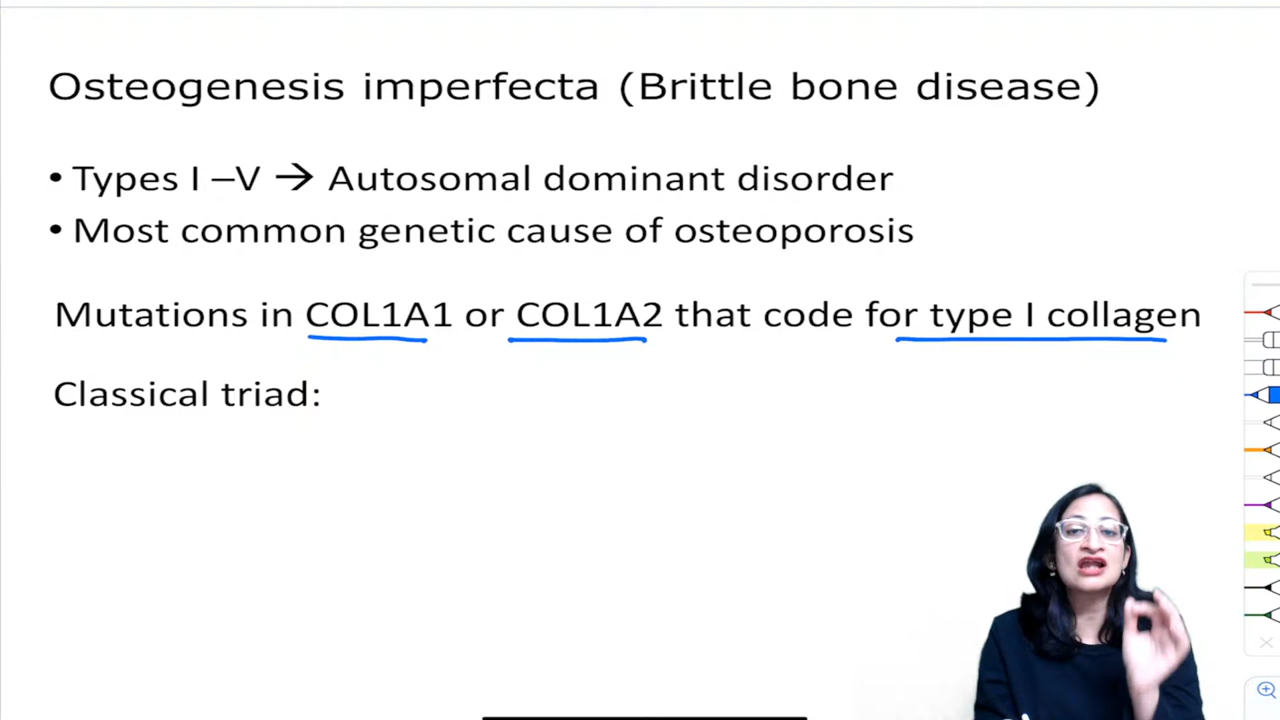 Osteogenesis imperfecta (Brittle bone disease)
• Types I –V → Autosomal dominant disorder
• Most common genetic cause of osteoporosis
Mutations in COL1A1 or COL1A2 that code for type I collagen
Classical triad: